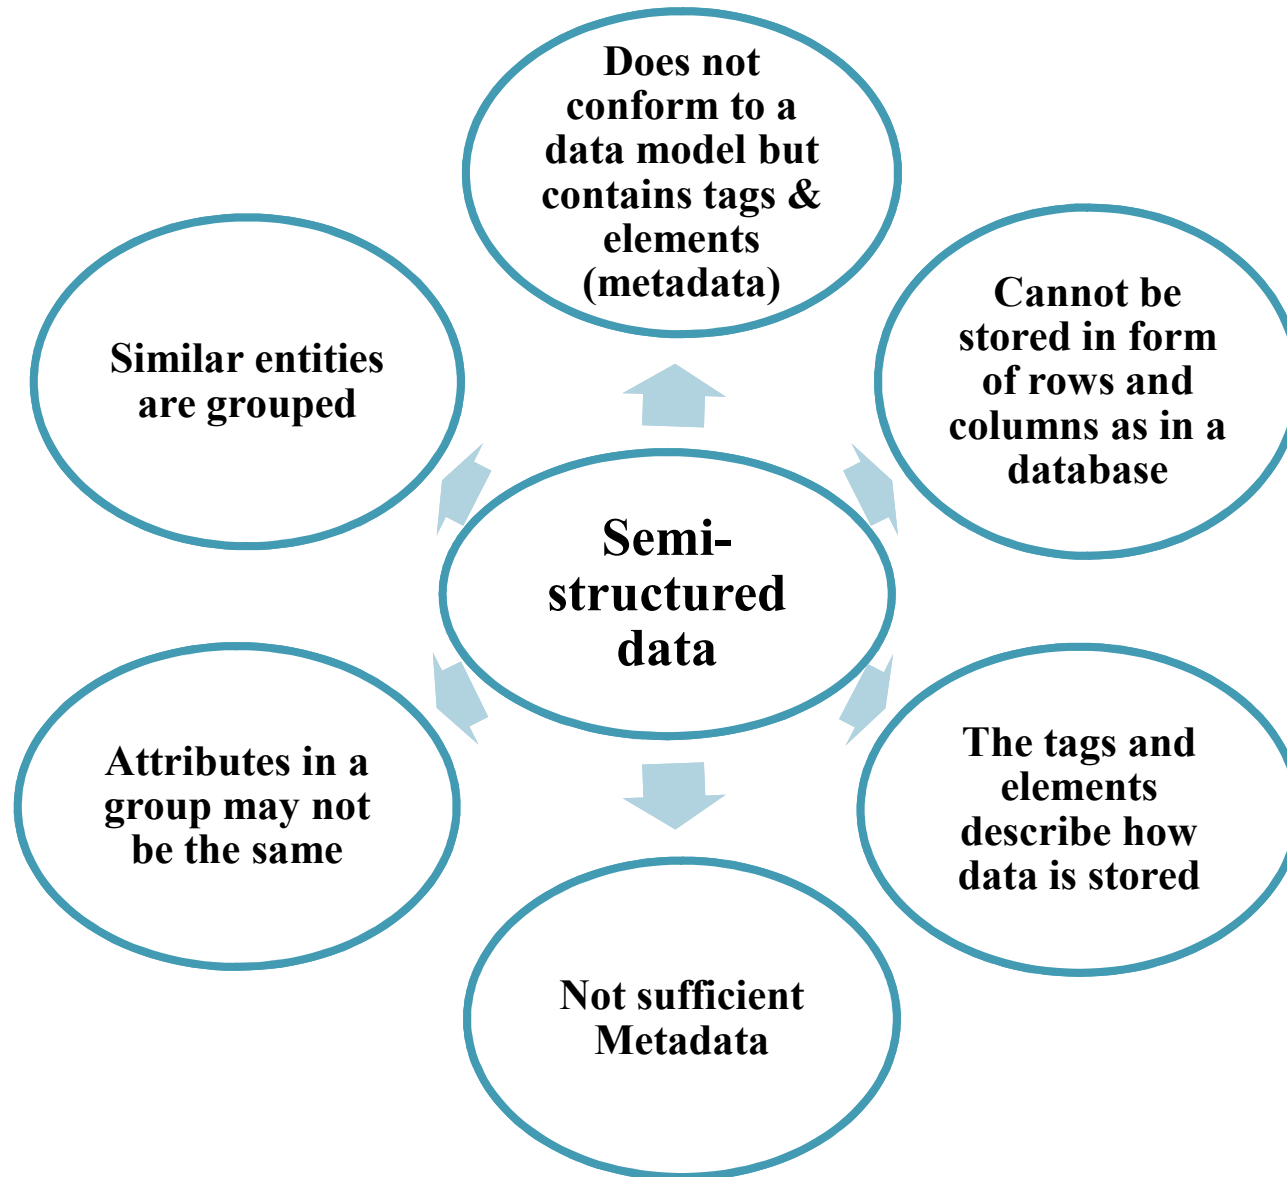 Does not
conform to a
data model but
contains tags &
elements
(metadata)
Cannot be
stored in form
of rows and
columns as in a
database
Similar entities
are grouped
Semi-
structured
data
The tags and
elements
describe how
data is stored
Attributes in a
group may not
be the same
Not sufficient
Metadata